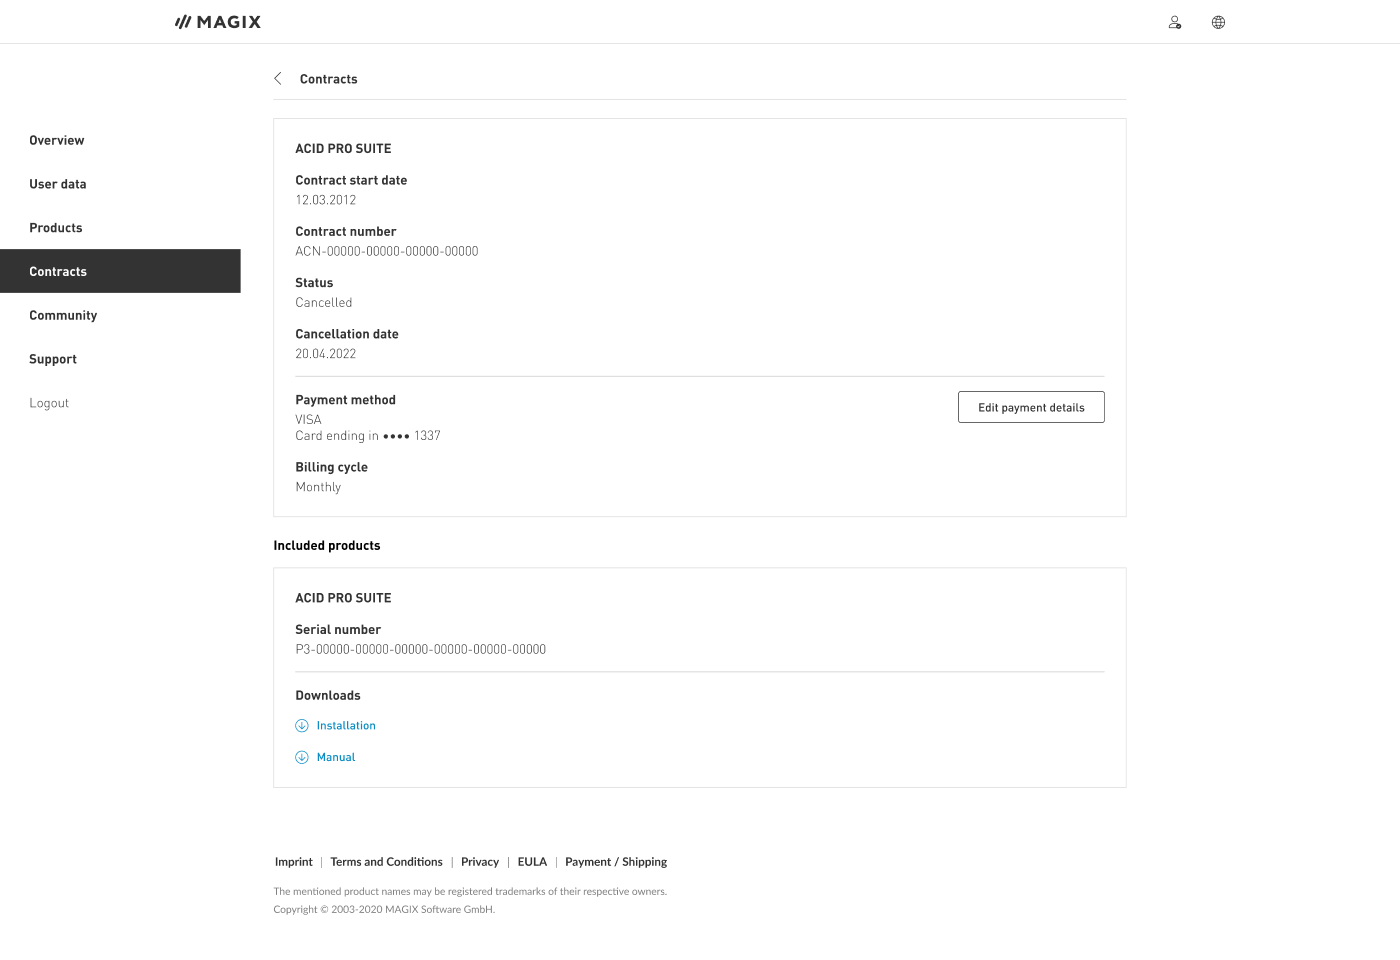 MAGIX
Contracts
Overview
User data
Products
Contracts
Community
Support
Logout
ACID PRO SUITE
Contract start date
12.03.2012
Contract number
ACN-00000-00000-00000-00000
Status
Cancelled
Cancellation date
20.04.2022
Payment method
VISA
Card ending in •••• 1337
Edit payment details
Billing cycle
Monthly
Included products
ACID PRO SUITE
Serial number
P3-00000-00000-00000-00000-00000-00000
Downloads
Installation
Manual
Imprint | Terms and Conditions | Privacy | EULA | Payment / Shipping
The mentioned product names may be registered trademarks of their respective owners.
Copyright © 2003-2020 MAGIX Software GmbH.